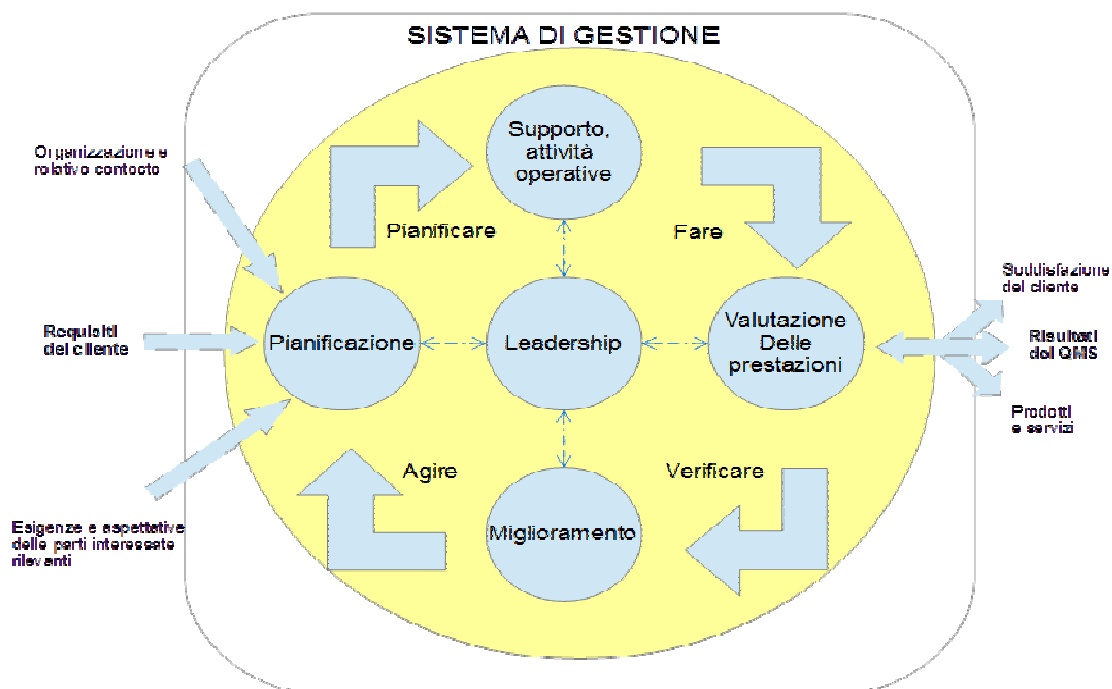 SISTEMA DI GESTIONE
Organizzazione e
relativo contesto
Supporto,
attività
operative
Pianificare
Fare
Suddisfazione
del cliente
Requisiti
del cliente
Pianificazione
Leadership
Valutazione
Delle
prestazioni
Risultati
del QMS
Prodotti
e servizi
Agire
Verificare
Esigenze e aspettative
delle parti interessate
rilevanti
Miglioramento